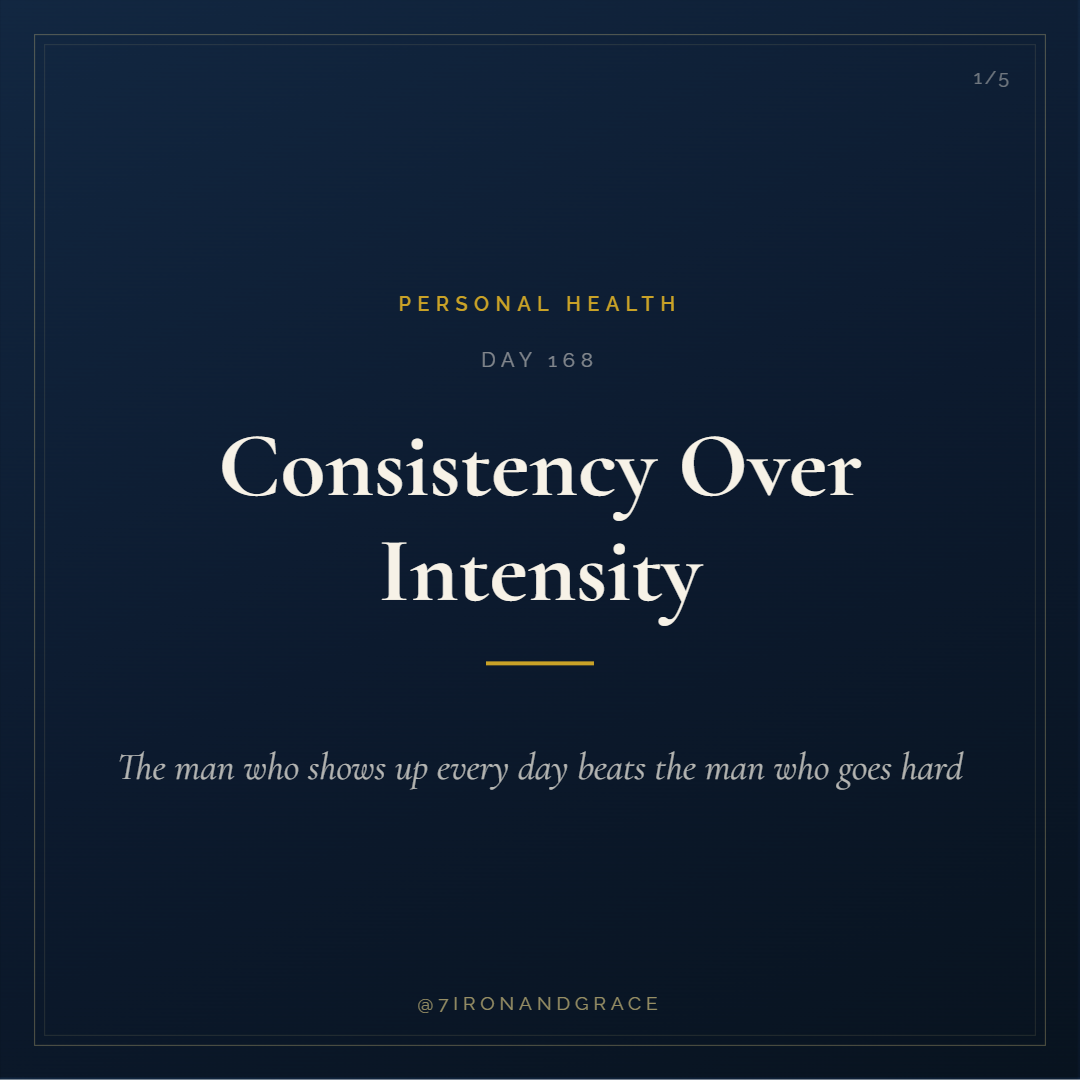 1/5
PERSONAL HEALTH
DAY 168
Consistency Over
Intensity
The man who shows up every day beats the man who goes hard
@7IRONANDGRACE